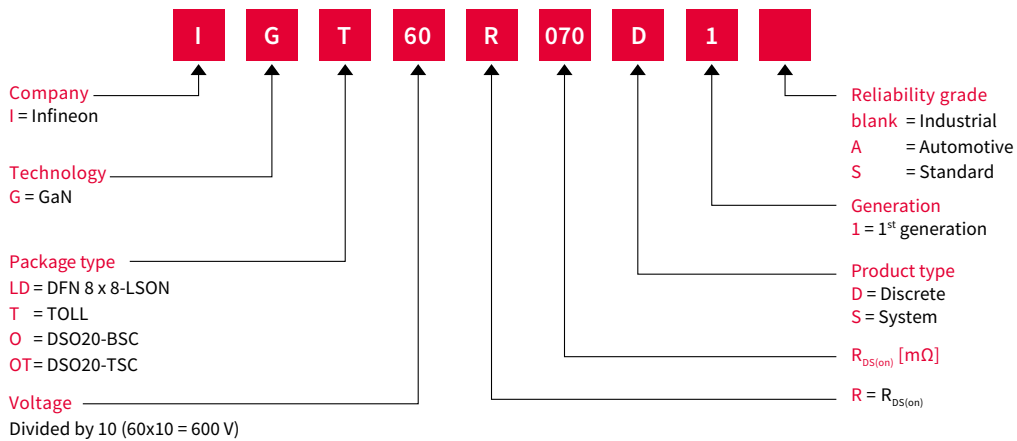 I G T 60 R 070 D 1
Company
I = Infineon
Technology
G = GaN
Package type
LD = DFN 8 x 8-LSON
T = TOLL
O = DSO20-BSC
OT = DSO20-TSC
Voltage
Divided by 10 (60x10 = 600 V)
Reliability grade
blank = Industrial
A = Automotive
S = Standard
Generation
1 = 1st generation
Product type
D = Discrete
S = System
RDS(on) [mΩ]
R = RDS(on)